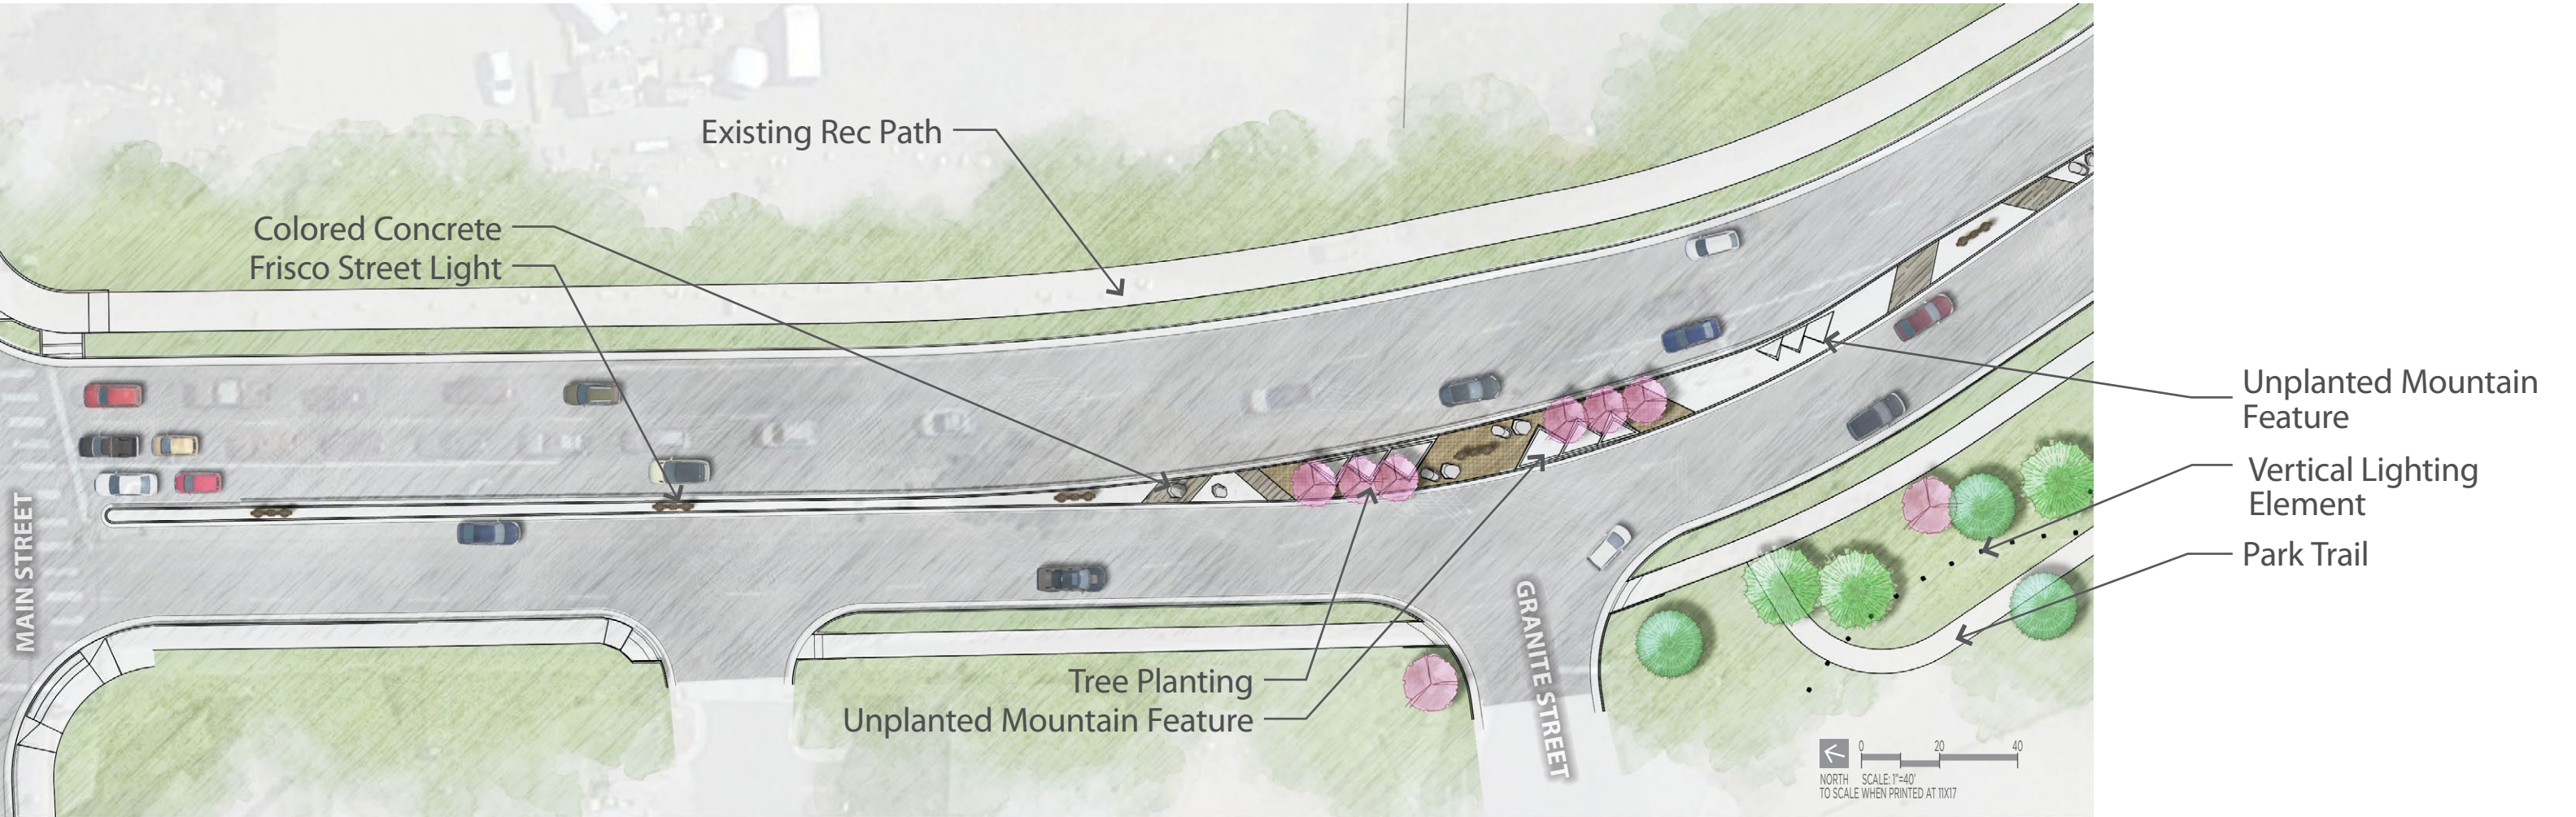 Existing Rec Path
Colored Concrete
Frisco Street Light
Unplanted Mountain
Feature
Vertical Lighting
Element
Park Trail
MAIN STREET
GRANITE STREET
Tree Planting
Unplanted Mountain Feature
0 20 40
NORTH SCALE: 1"=40'
TO SCALE WHEN PRINTED AT 11X17